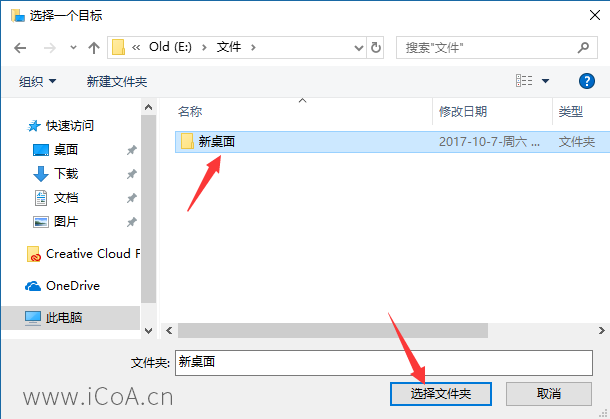 选择一个目标
« Old (E:) › 文件 ›
搜索"文件"
组织
新建文件夹
?
名称
修改日期
类型
快速访问
桌面
下载
文档
图片
Creative Cloud F
OneDrive
此电脑
新桌面
2017-10-7-周六 ...
文件夹
文件夹:
新桌面
选择文件夹
取消
www.iCoA.cn